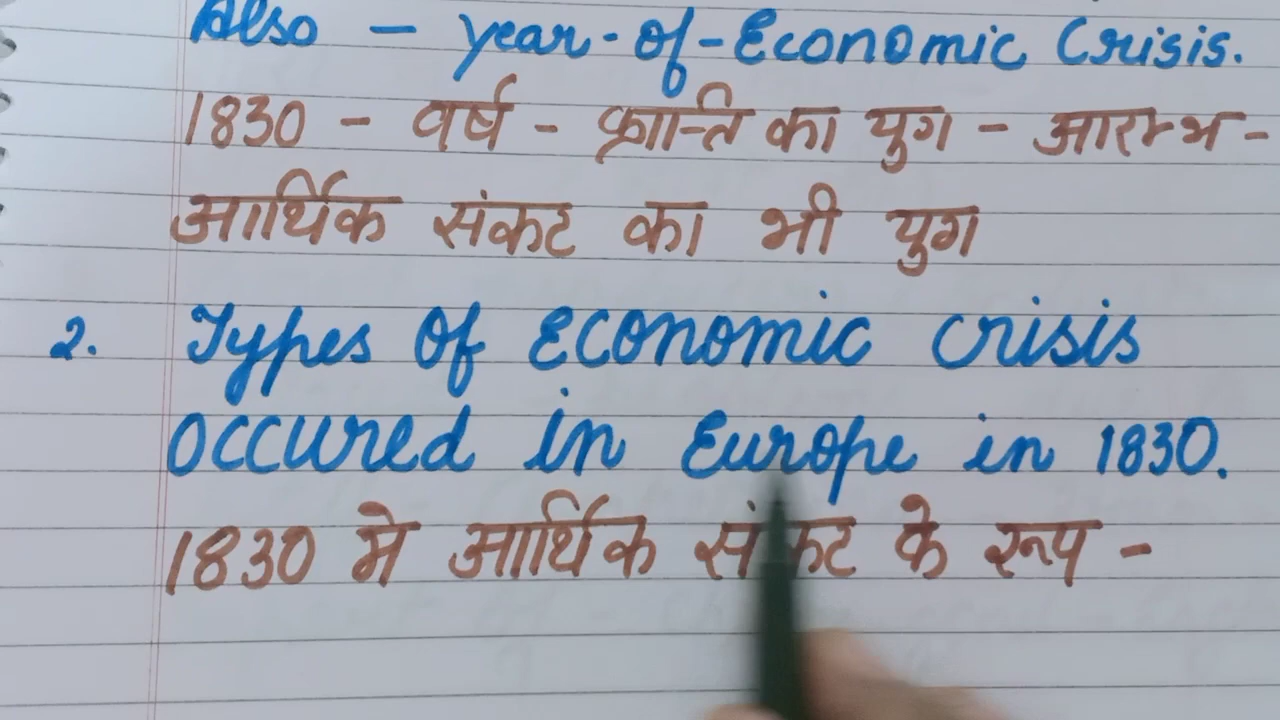 Also - year-of-Economic Crisis.
1830 - वर्ष - क्रान्ति का युग - आरम्भ -
आर्थिक संकट का भी युग
2. Types of Economic crisis
occured in Europe in 1830.
1830 मे आर्थिक संकट के रूप -